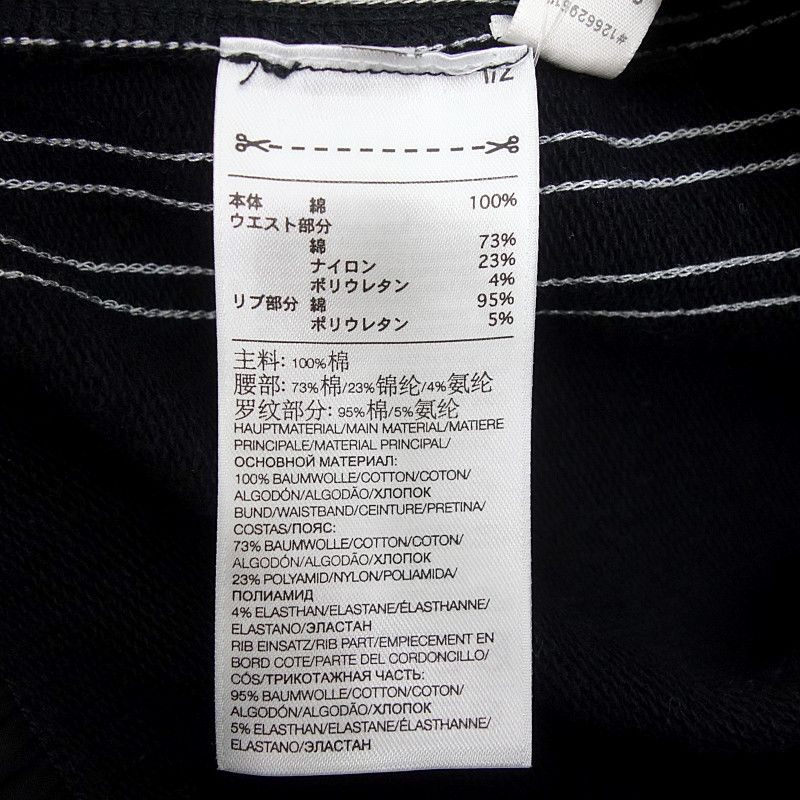 1/2
本体 綿 100%
ウエスト部分
綿 73%
ナイロン 23%
ポリウレタン 4%
リブ部分 綿 95%
ポリウレタン 5%
主料: 100%棉
腰部: 73%棉/23%锦纶/4%氨纶
罗纹部分: 95%棉/5%氨纶
HAUPTMATERIAL/MAIN MATERIAL/MATIERE
PRINCIPALE/MATERIAL PRINCIPAL/
ОСНОВНОЙ МАТЕРИАЛ:
100% BAUMWOLLE/COTTON/COTON/
ALGODÓN/ALGODÃO/ХЛОПОК
BUND/WAISTBAND/CEINTURE/PRETINA/
COSTAS/ПОЯС:
73% BAUMWOLLE/COTTON/COTON/
ALGODÓN/ALGODÃO/ХЛОПОК
23% POLYAMID/NYLON/POLIAMIDA/
ПОЛИАМИД
4% ELASTHAN/ELASTANE/ÉLASTHANNE/
ELASTANO/ЭЛАСТАН
RIB EINSATZ/RIB PART/EMPIECEMENT EN
BORD COTE/PARTE DEL CORDONCILLO/
CÓS/ТРИКОТАЖНАЯ ЧАСТЬ:
95% BAUMWOLLE/COTTON/COTON/
ALGODÓN/ALGODÃO/ХЛОПОК
5% ELASTHAN/ELASTANE/ÉLASTHANNE/
ELASTANO/ЭЛАСТАН